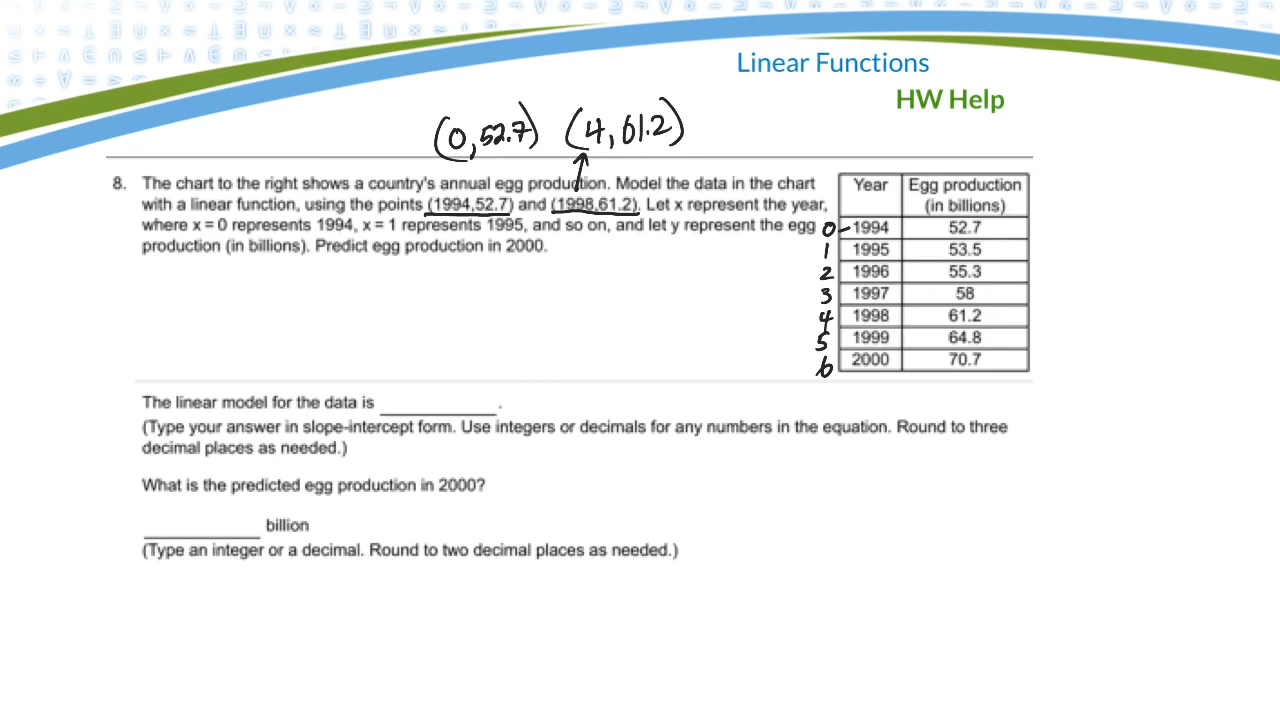 Linear Functions
HW Help
(0,52.7) (4,61.2)
8. The chart to the right shows a country's annual egg production. Model the data in the chart
with a linear function, using the points (1994,52.7) and (1998,61.2). Let x represent the year,
where x = 0 represents 1994, x = 1 represents 1995, and so on, and let y represent the egg
production (in billions). Predict egg production in 2000.
Year Egg production
(in billions)
0 1994 52.7
1 1995 53.5
2 1996 55.3
3 1997 58
4 1998 61.2
5 1999 64.8
6 2000 70.7
The linear model for the data is ________.
(Type your answer in slope-intercept form. Use integers or decimals for any numbers in the equation. Round to three
decimal places as needed.)
What is the predicted egg production in 2000?
________ billion
(Type an integer or a decimal. Round to two decimal places as needed.)